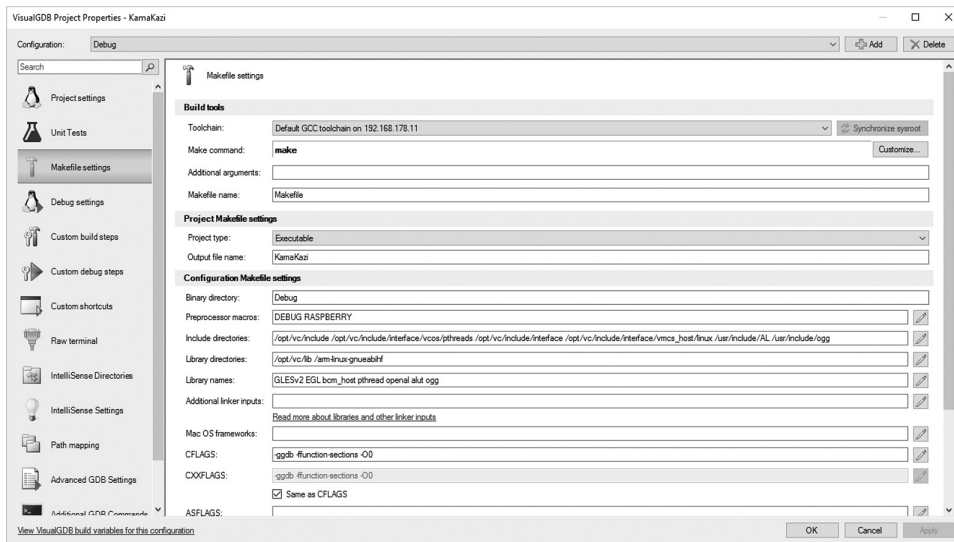 VisualGDB Project Properties - KamaKazi
Configuration: Debug Add Delete
Search
Project settings
Unit Tests
Makefile settings
Debug settings
Custom build steps
Custom debug steps
Custom shortcuts
Raw terminal
IntelliSense Directories
IntelliSense Settings
Path mapping
Advanced GDB Settings
Additional GDB Commands
Makefile settings
Build tools
Toolchain: Default GCC toolchain on 192.168.178.11 Synchronize sysroot
Make command: make Customize...
Additional arguments:
Makefile name: Makefile
Project Makefile settings
Project type: Executable
Output file name: KamaKazi
Configuration Makefile settings
Binary directory: Debug
Preprocessor macros: DEBUG RASPBERRY
Include directories: /opt/vc/include /opt/vc/include/interface/vcos/pthreads /opt/vc/include/interface /opt/vc/include/interface/vmcs_host/linux /usr/include/AL /usr/include/ogg
Library directories: /opt/vc/lib /arm-linux-gnueabihf
Library names: GLESv2 EGL bcm_host pthread openal alut ogg
Additional linker inputs:
Read more about libraries and other linker inputs
Mac OS frameworks:
CFLAGS: -ggdb -ffunction-sections -O0
CXXFLAGS: -ggdb -ffunction-sections -O0
Same as CFLAGS
ASFLAGS:
View VisualGDB build variables for this configuration
OK Cancel Apply